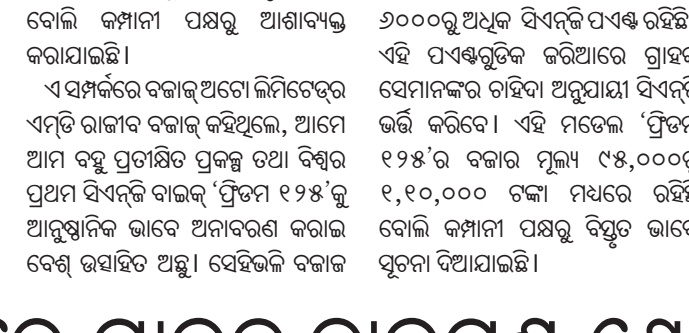 ବୋଲି କମ୍ପାନୀ ପକ୍ଷରୁ ଆଶାବ୍ୟକ୍ତ
କରାଯାଇଛି।
ଏ ସମ୍ପର୍କରେ ବଜାଜ୍ ଅଟୋ ଲିମିଟେଡ୍‌ର
ଏମ୍‌ଡି ରାଜୀବ ବଜାଜ୍ କହିଥିଲେ, ଆମେ
ଆମ ବହୁ ପ୍ରତୀକ୍ଷିତ ପ୍ରକଳ୍ପ ତଥା ବିଶ୍ୱର
ପ୍ରଥମ ସିଏନ୍‌ଜି ବାଇକ୍ ‘ଫ୍ରିଡମ ୧୨୫’କୁ
ଆନୁଷ୍ଠାନିକ ଭାବେ ଅନାବରଣ କରାଇ
ବେଶ୍ ଉତ୍ସାହିତ ଅଛୁ। ସେହିଭଳି ବଜାଜ
୬୦୦୦ରୁ ଅଧିକ ସିଏନ୍‌ଜି ପଏଣ୍ଟ ରହିଛି
ଏହି ପଏଣ୍ଟଗୁଡିକ ଜରିଆରେ
ସେମାନଙ୍କର ଚାହିଦା ଅନୁଯାୟୀ
ଭର୍ତ୍ତି କରିବେ। ଏହି ମଡେଲ ‘ଫ୍ରିଡମ
୧୨୫’ର ବଜାର ମୂଲ୍ୟ ୯୫,୦୦୦ରୁ
୧,୧୦,୦୦୦ ଟଙ୍କା ମଧ୍ୟରେ
ବୋଲି କମ୍ପାନୀ ପକ୍ଷରୁ ବିସ୍ତୃତ ଭାବେ
ସୂଚନା ଦିଆଯାଇଛି।